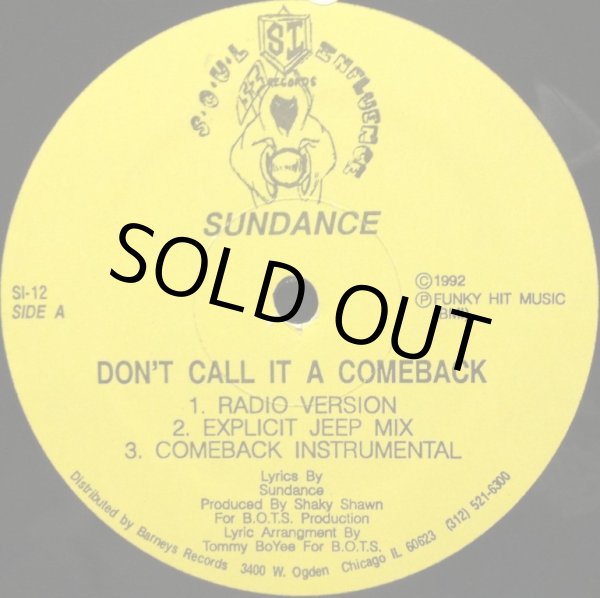 S·O·U·L SI INFLUENCE
RECORDS
SUNDANCE
SI-12
SIDE A
©1992
℗FUNKY HIT MUSIC
(BMI)
SOLD OUT
DON'T CALL IT A COMEBACK
1. RADIO VERSION
2. EXPLICIT JEEP MIX
3. COMEBACK INSTRUMENTAL
Lyrics By
Sundance
Produced By Shaky Shawn
For B.O.T.S. Production
Lyric Arrangment By
Tommy BoYee For B.O.T.S.
Distributed by Barneys Records 3400 W. Ogden Chicago IL 60623 (312) 521-6300